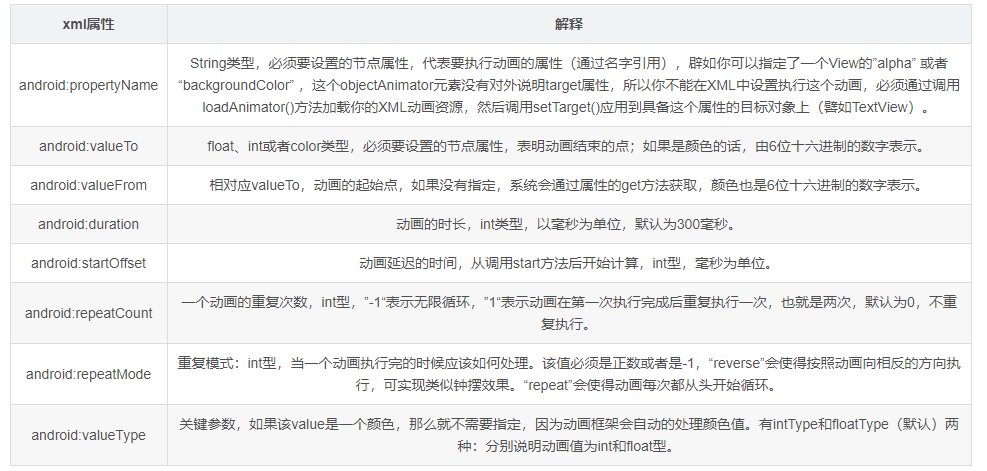 xml属性
解释
android:propertyName
String类型，必须要设置的节点属性，代表要执行动画的属性（通过名字引用），辟如你可以指定了一个View的”alpha” 或者
“backgroundColor” ，这个objectAnimator元素没有对外说明target属性，所以你不能在XML中设置执行这个动画，必须通过调用
loadAnimator()方法加载你的XML动画资源，然后调用setTarget()应用到具备这个属性的目标对象上（譬如TextView）。
android:valueTo
float、int或者color类型，必须要设置的节点属性，表明动画结束的点；如果是颜色的话，由6位十六进制的数字表示。
android:valueFrom
相对应valueTo，动画的起始点，如果没有指定，系统会通过属性的get方法获取，颜色也是6位十六进制的数字表示。
android:duration
动画的时长，int类型，以毫秒为单位，默认为300毫秒。
android:startOffset
动画延迟的时间，从调用start方法后开始计算，int型，毫秒为单位。
android:repeatCount
一个动画的重复次数，int型，”-1“表示无限循环，”1“表示动画在第一次执行完成后重复执行一次，也就是两次，默认为0，不重
复执行。
android:repeatMode
重复模式：int型，当一个动画执行完的时候应该如何处理。该值必须是正数或者是-1，“reverse”会使得按照动画向相反的方向执
行，可实现类似钟摆效果。“repeat”会使得动画每次都从头开始循环。
android:valueType
关键参数，如果该value是一个颜色，那么就不需要指定，因为动画框架会自动的处理颜色值。有intType和floatType（默认）两
种：分别说明动画值为int和float型。